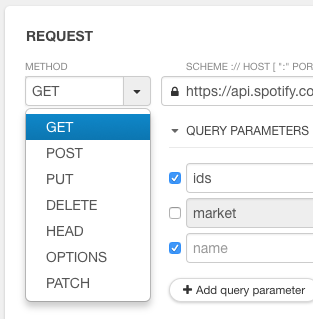 REQUEST
METHOD
SCHEME :// HOST [ ":" POR
GET
https://api.spotify.co
GET
POST
PUT
DELETE
HEAD
OPTIONS
PATCH
QUERY PARAMETERS
ids
market
name
+ Add query parameter